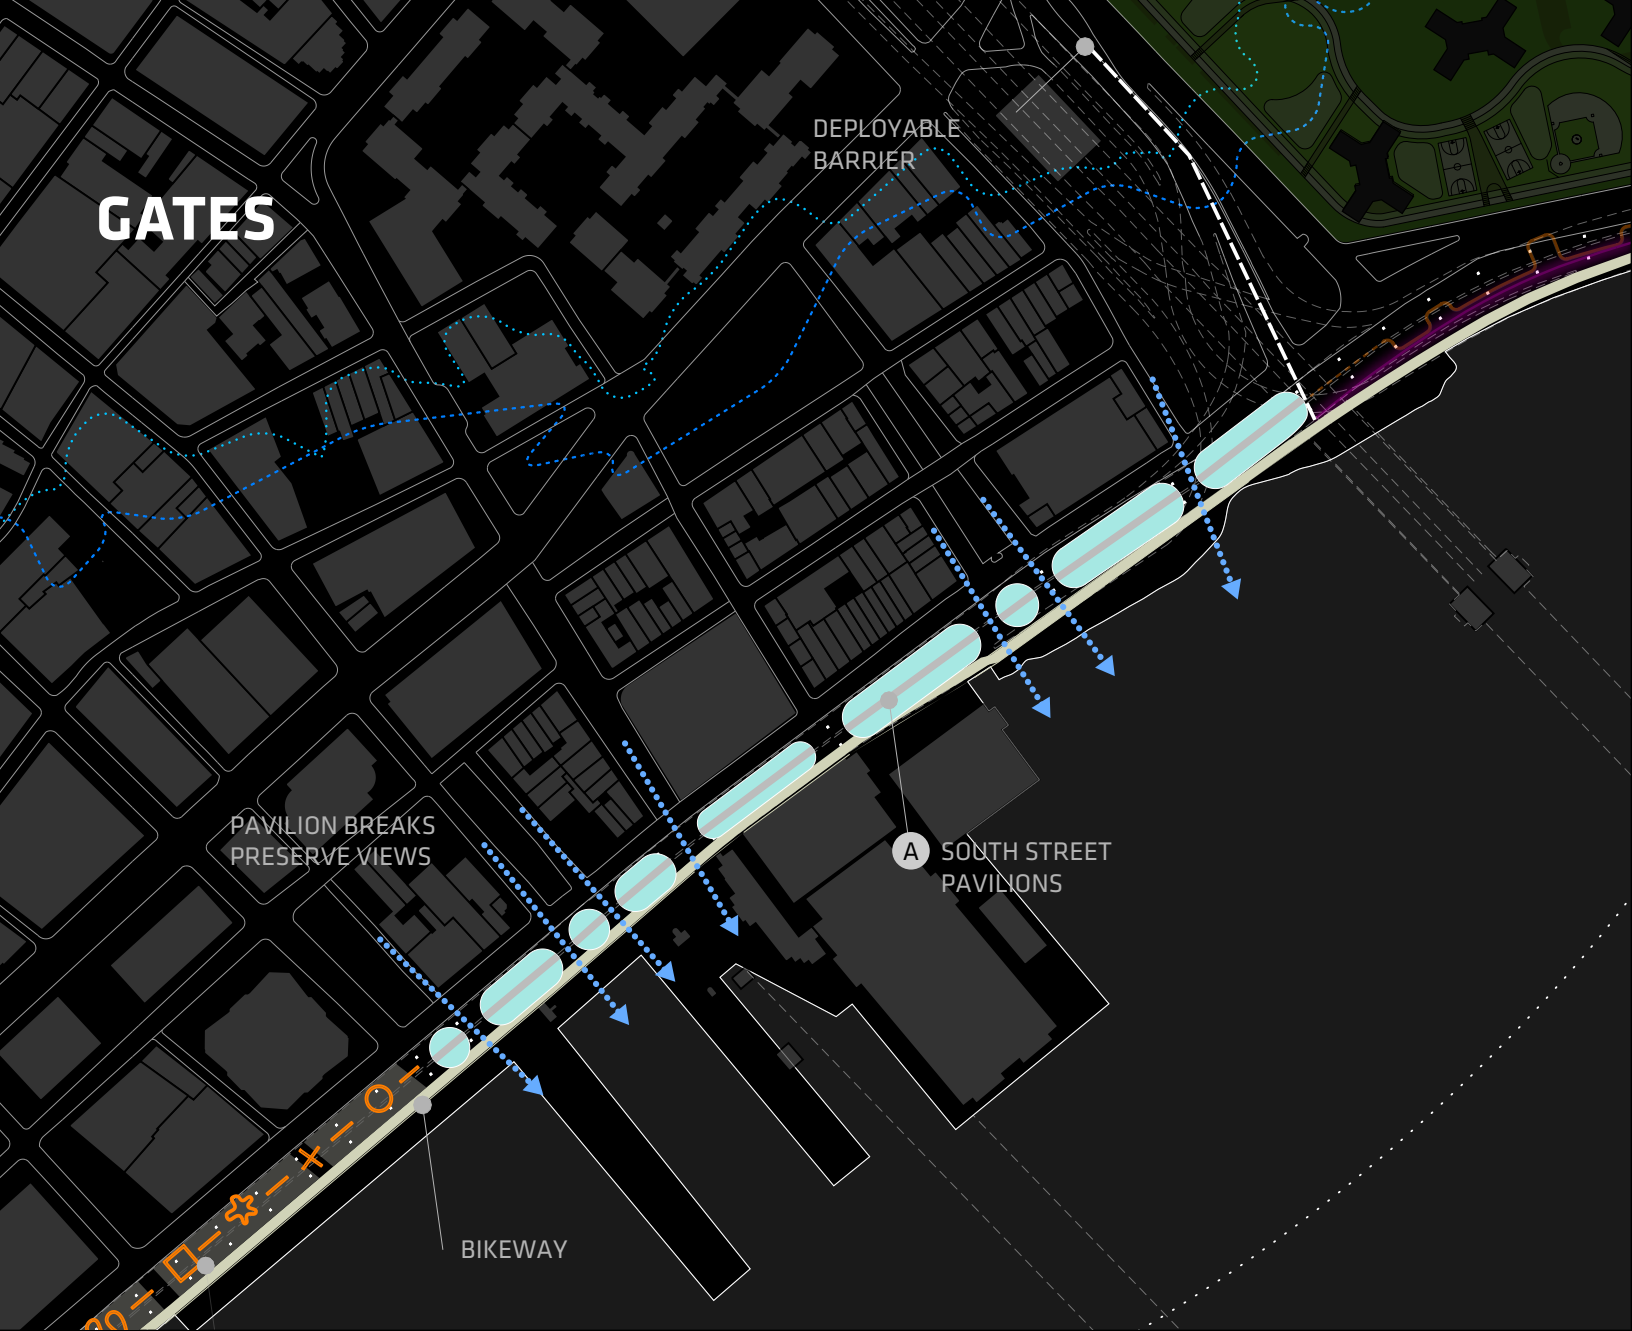 DEPLOYABLE
BARRIER
GATES
PAVILION BREAKS
PRESERVE VIEWS
A
SOUTH STREET
PAVILIONS
BIKEWAY